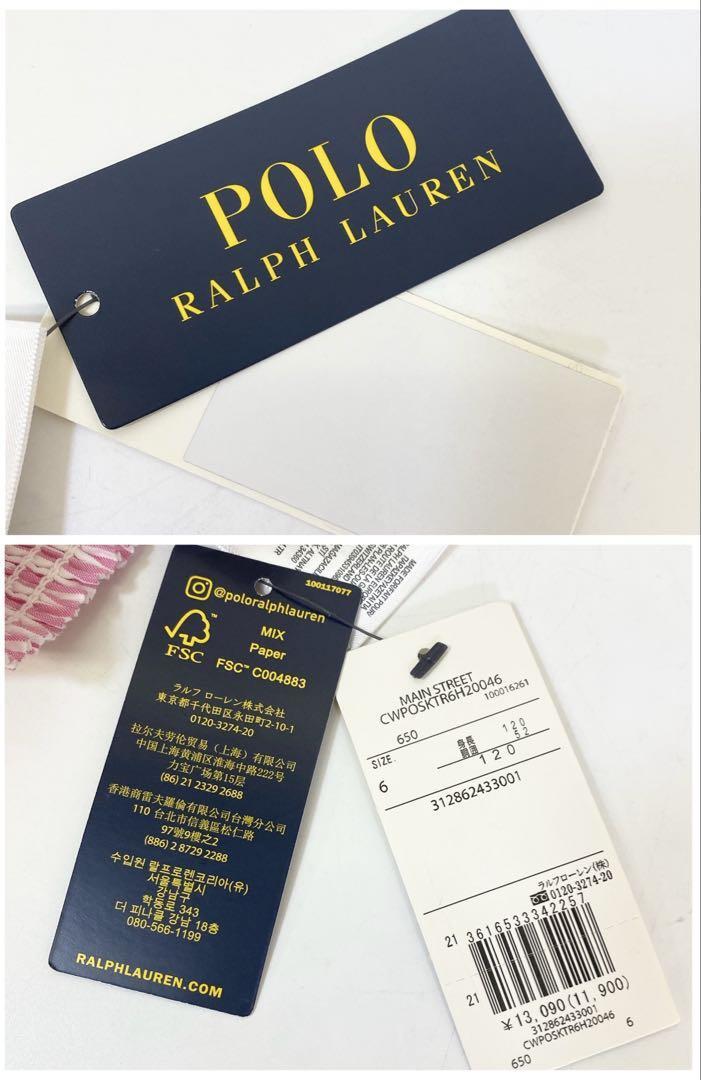 POLO
RALPH LAUREN
100117077
@poloralphlauren
FSC™
MIX
Paper
FSC™ C004883
ラルフ ローレン株式会社
東京都千代田区永田町2-10-1
0120-3274-20
拉尔夫劳伦贸易（上海）有限公司
中国上海黄浦区淮海中路222号
力宝广场第15层
(86) 21 2329 2688
香港商雷夫羅倫有限公司台灣分公司
110 台北市信義區松仁路
97號9樓之2
(886) 2 8729 2288
수입원 랄프로렌코리아(유)
서울특별시
강남구
학동로 343
더 피나클 강남 18층
080-566-1199
RALPHLAUREN.COM
MADE FOR/FAIT POUR
RALPH LAUREN EUROPE
SWITZERLAND
MAIN STREET
CWPOSKTR6H20046
100016261
650
SIZE.
6
身長 120
胴囲 52
120
312862433001
ラルフローレン(株)
0120-3274-20
21 3616533342257
21
¥13,090(11,900)
312862433001
CWPOSKTR6H20046
650
6